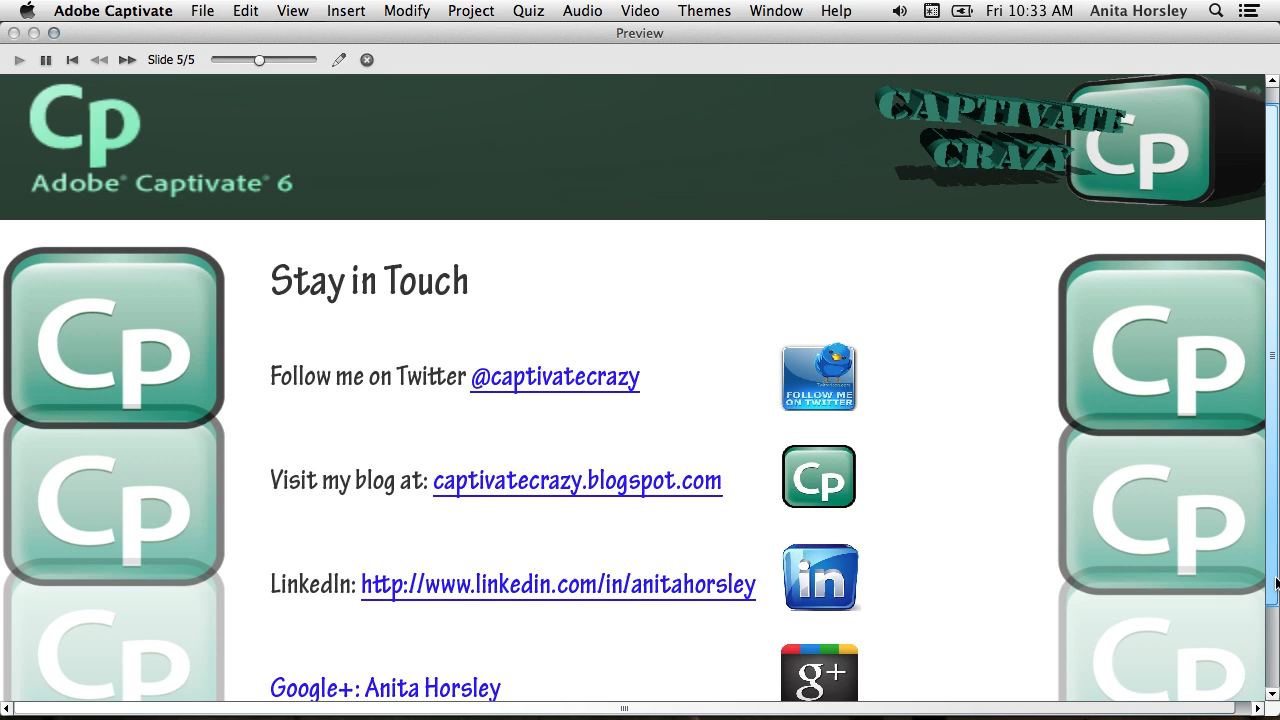 Adobe Captivate File Edit View Insert Modify Project Quiz Audio Video Themes Window Help Fri 10:33 AM Anita Horsley
Preview
Slide 5/5
Cp
Adobe® Captivate® 6
CAPTIVATE
CRAZY
Cp
Cp
Cp
Stay in Touch
Follow me on Twitter @captivatecrazy
FOLLOW ME
ON TWITTER
Visit my blog at: captivatecrazy.blogspot.com
Cp
Cp
Cp
LinkedIn: http://www.linkedin.com/in/anitahorsley
in
Cp
Cp
Google+: Anita Horsley
g+